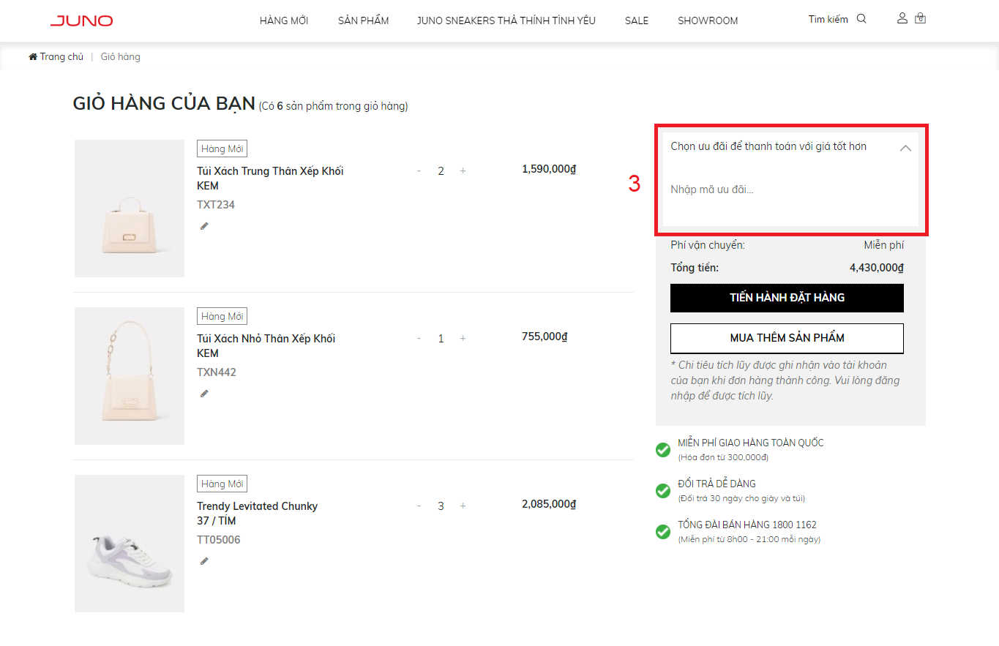 JUNO
HÀNG MỚI
SẢN PHẨM
JUNO SNEAKERS THẢ THÍNH TÌNH YÊU
SALE
SHOWROOM
Tìm kiếm
6
Trang chủ | Giỏ hàng
GIỎ HÀNG CỦA BẠN (Có 6 sản phẩm trong giỏ hàng)
Hàng Mới
Túi Xách Trung Thân Xếp Khối
KEM
TXT234
- 2 +
1,590,000₫
Hàng Mới
Túi Xách Nhỏ Thân Xếp Khối
KEM
TXN442
- 1 +
755,000₫
Hàng Mới
Trendy Levitated Chunky
37 / TÍM
TT05006
- 3 +
2,085,000₫
3
Chọn ưu đãi để thanh toán với giá tốt hơn
Nhập mã ưu đãi...
Phí vận chuyển: Miễn phí
Tổng tiền: 4,430,000₫
TIẾN HÀNH ĐẶT HÀNG
MUA THÊM SẢN PHẨM
* Chi tiêu tích lũy được ghi nhận vào tài khoản
của bạn khi đơn hàng thành công. Vui lòng đăng
nhập để được tích lũy.
MIỄN PHÍ GIAO HÀNG TOÀN QUỐC
(Hóa đơn từ 300,000đ)
ĐỔI TRẢ DỄ DÀNG
(Đổi trả 30 ngày cho giày và túi)
TỔNG ĐÀI BÁN HÀNG 1800 1162
(Miễn phí từ 8h00 - 21:00 mỗi ngày)